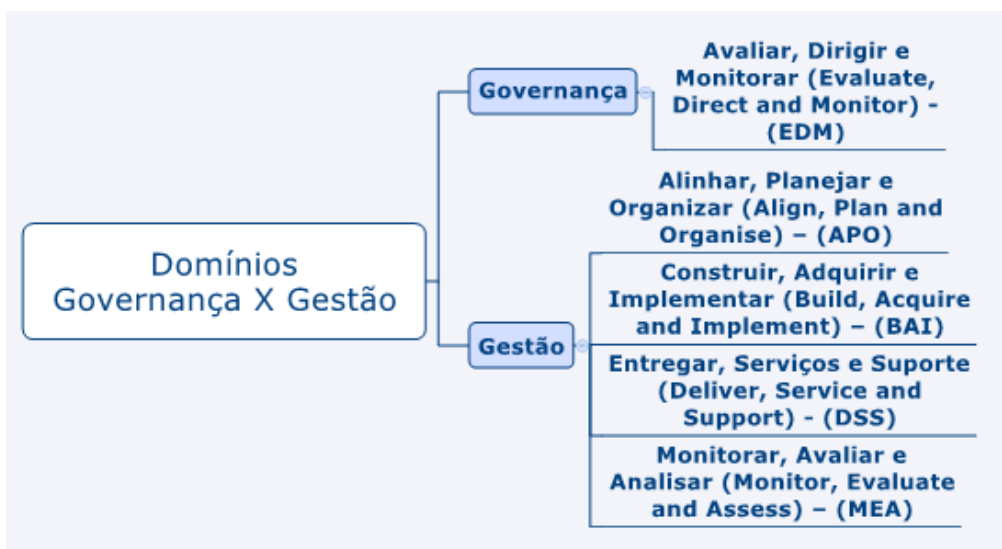 Domínios
Governança X Gestão
Governança
Avaliar, Dirigir e
Monitorar (Evaluate,
Direct and Monitor) -
(EDM)
Gestão
Alinhar, Planejar e
Organizar (Align, Plan and
Organise) – (APO)
Construir, Adquirir e
Implementar (Build, Acquire
and Implement) – (BAI)
Entregar, Serviços e Suporte
(Deliver, Service and
Support) - (DSS)
Monitorar, Avaliar e
Analisar (Monitor, Evaluate
and Assess) – (MEA)